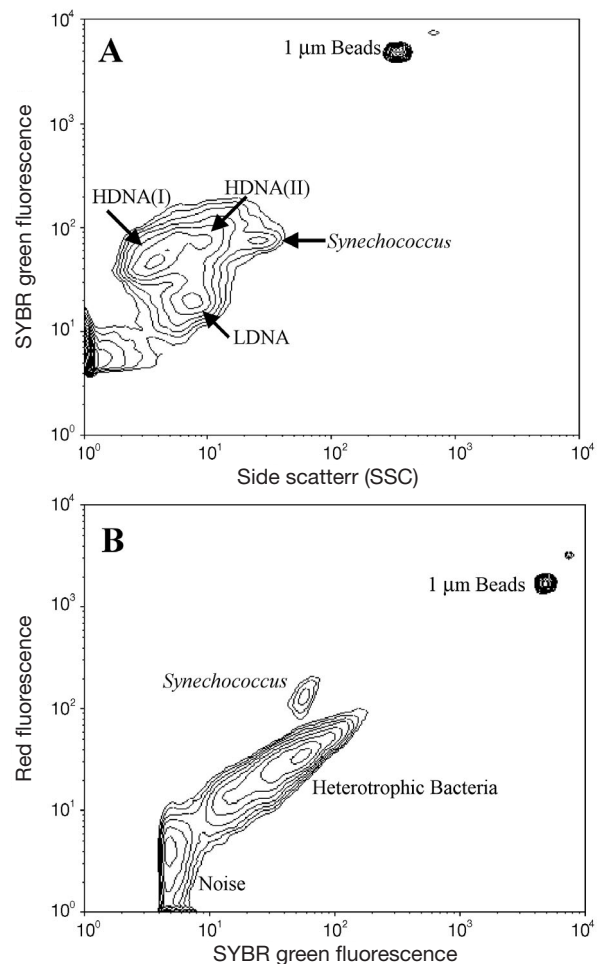 A
10⁴
10³
10²
10¹
10⁰
SYBR green fluorescence
1 µm Beads
HDNA(I)
HDNA(II)
Synechococcus
LDNA
10⁰ 10¹ 10² 10³ 10⁴
Side scatterr (SSC)
B
10⁴
10³
10²
10¹
10⁰
Red fluorescence
1 µm Beads
Synechococcus
Heterotrophic Bacteria
Noise
10⁰ 10¹ 10² 10³ 10⁴
SYBR green fluorescence